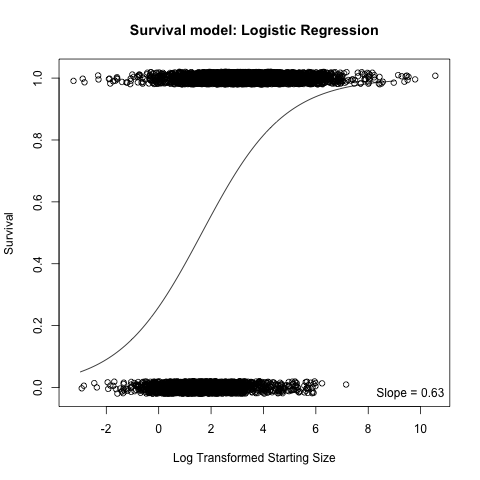 Survival model: Logistic Regression
Survival
1.0
0.8
0.6
0.4
0.2
0.0
Slope = 0.63
-2 0 2 4 6 8 10
Log Transformed Starting Size